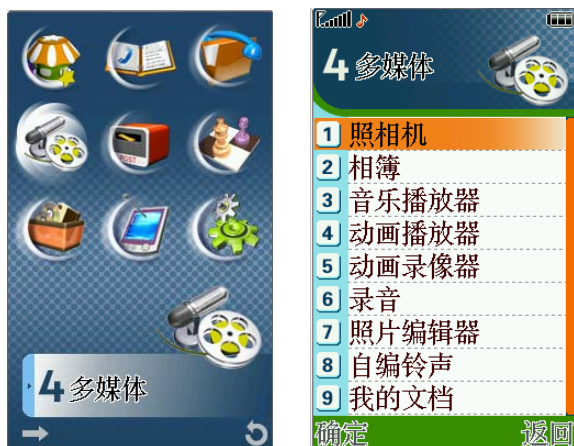 POST
4 多媒体
4 多媒体
1 照相机
2 相簿
3 音乐播放器
4 动画播放器
5 动画录像器
6 录音
7 照片编辑器
8 自编铃声
9 我的文档
确定 返回